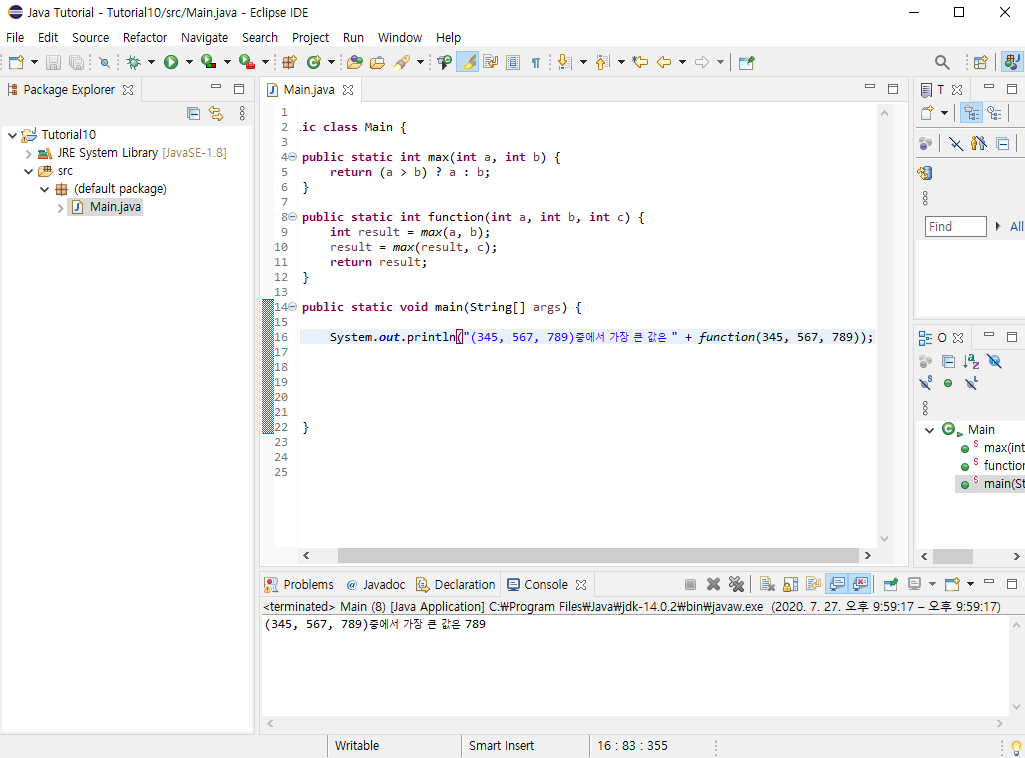 Java Tutorial - Tutorial10/src/Main.java - Eclipse IDE
File Edit Source Refactor Navigate Search Project Run Window Help
Package Explorer
Tutorial10
JRE System Library [JavaSE-1.8]
src
(default package)
Main.java
Main.java
1
2 ic class Main {
3
4 public static int max(int a, int b) {
5 return (a > b) ? a : b;
6 }
7
8 public static int function(int a, int b, int c) {
9 int result = max(a, b);
10 result = max(result, c);
11 return result;
12 }
13
14 public static void main(String[] args) {
15
16 System.out.println("(345, 567, 789)중에서 가장 큰 값은 " + function(345, 567, 789));
17
18
19
20
21
22 }
23
24
25
T
Find
All
O
Main
max(int
function
main(St
Problems @ Javadoc Declaration Console
<terminated> Main (8) [Java Application] C:₩Program Files₩Java₩jdk-14.0.2₩bin₩javaw.exe (2020. 7. 27. 오후 9:59:17 – 오후 9:59:17)
(345, 567, 789)중에서 가장 큰 값은 789
Writable Smart Insert 16 : 83 : 355